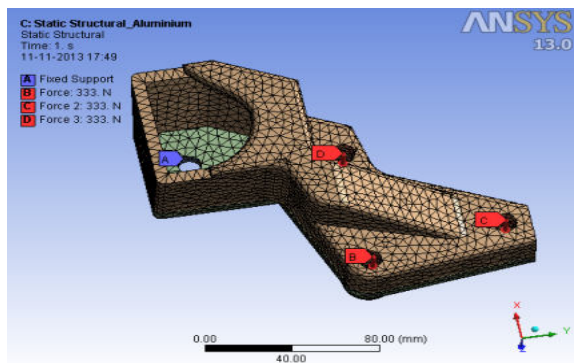 C: Static Structural_Aluminium
Static Structural
Time: 1. s
11-11-2013 17:49
A Fixed Support
B Force: 333. N
C Force 2: 333. N
D Force 3: 333. N
ANSYS
13.0
A
D
C
B
0.00
80.00 (mm)
40.00
X
Y
Z